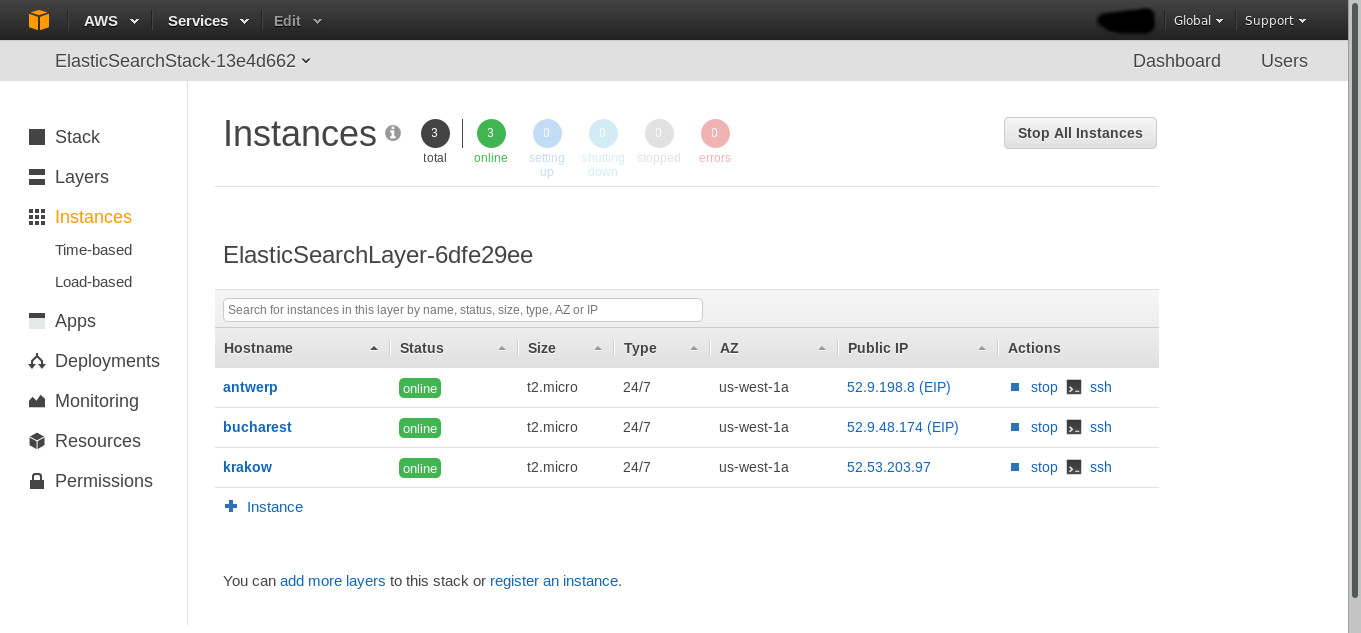 AWS Services Edit Global Support
ElasticSearchStack-13e4d662 Dashboard Users
Stack
Layers
Instances
Time-based
Load-based
Apps
Deployments
Monitoring
Resources
Permissions
Instances 3 3 0 0 0 0 Stop All Instances
total online setting shutting stopped errors
up down
ElasticSearchLayer-6dfe29ee
Search for instances in this layer by name, status, size, type, AZ or IP
Hostname Status Size Type AZ Public IP Actions
antwerp online t2.micro 24/7 us-west-1a 52.9.198.8 (EIP) stop ssh
bucharest online t2.micro 24/7 us-west-1a 52.9.48.174 (EIP) stop ssh
krakow online t2.micro 24/7 us-west-1a 52.53.203.97 stop ssh
Instance
You can add more layers to this stack or register an instance.